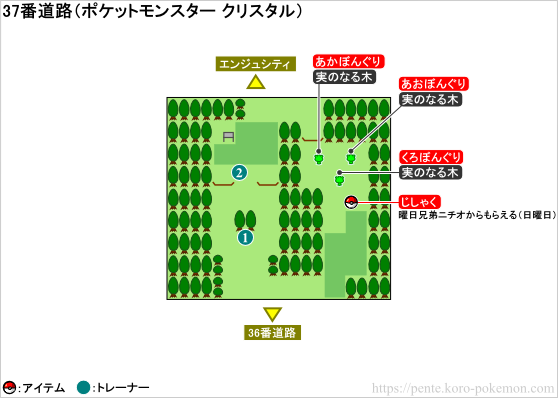 37番道路（ポケットモンスター クリスタル）
エンジュシティ
あかぼんぐり
実のなる木
あおぼんぐり
実のなる木
くろぼんぐり
実のなる木
じしゃく
曜日兄弟ニチオからもらえる（日曜日）
2
1
36番道路
：アイテム
：トレーナー
https://pente.koro-pokemon.com/